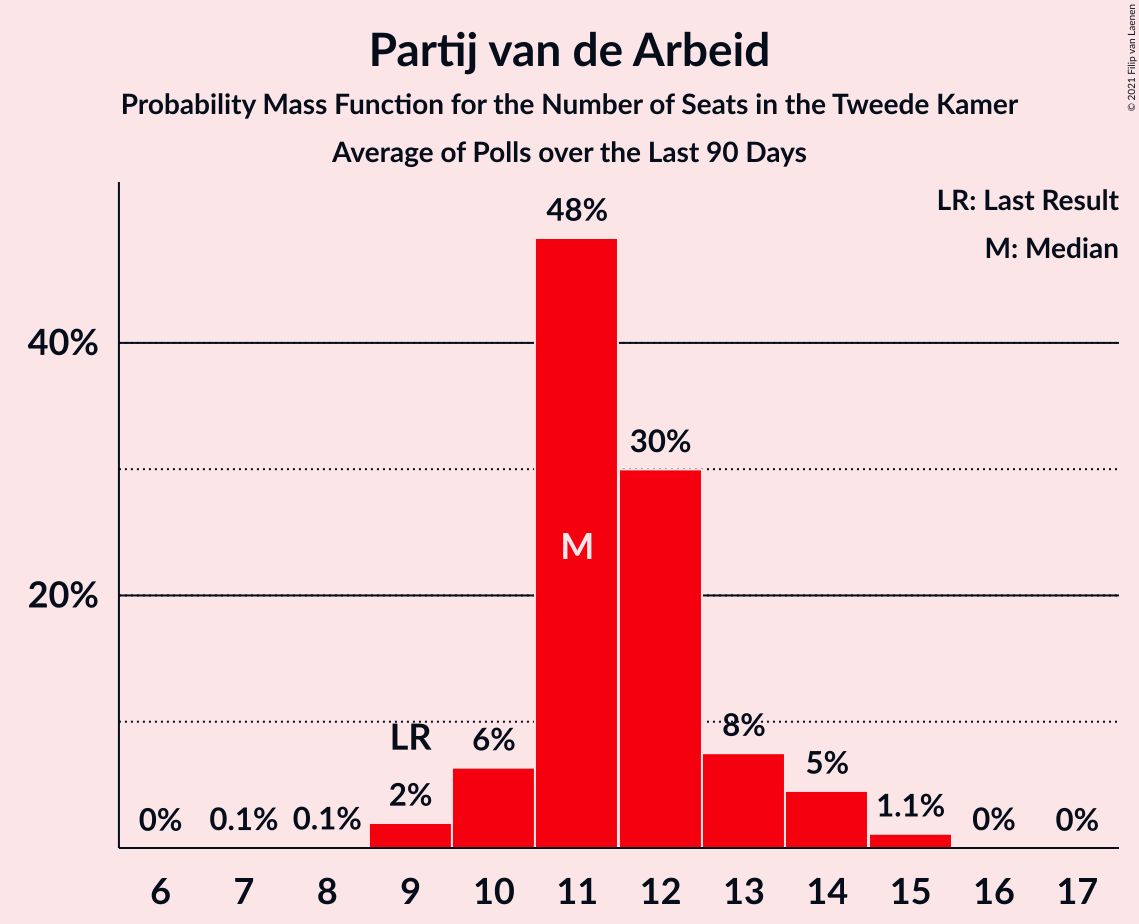 Partij van de Arbeid
Probability Mass Function for the Number of Seats in the Tweede Kamer
Average of Polls over the Last 90 Days
© 2021 Filip van Laenen
LR: Last Result
M: Median
48%
40%
30%
M
20%
LR
8%
6%
5%
2%
1.1%
0%
0.1%
0.1%
0%
0%
6 7 8 9 10 11 12 13 14 15 16 17